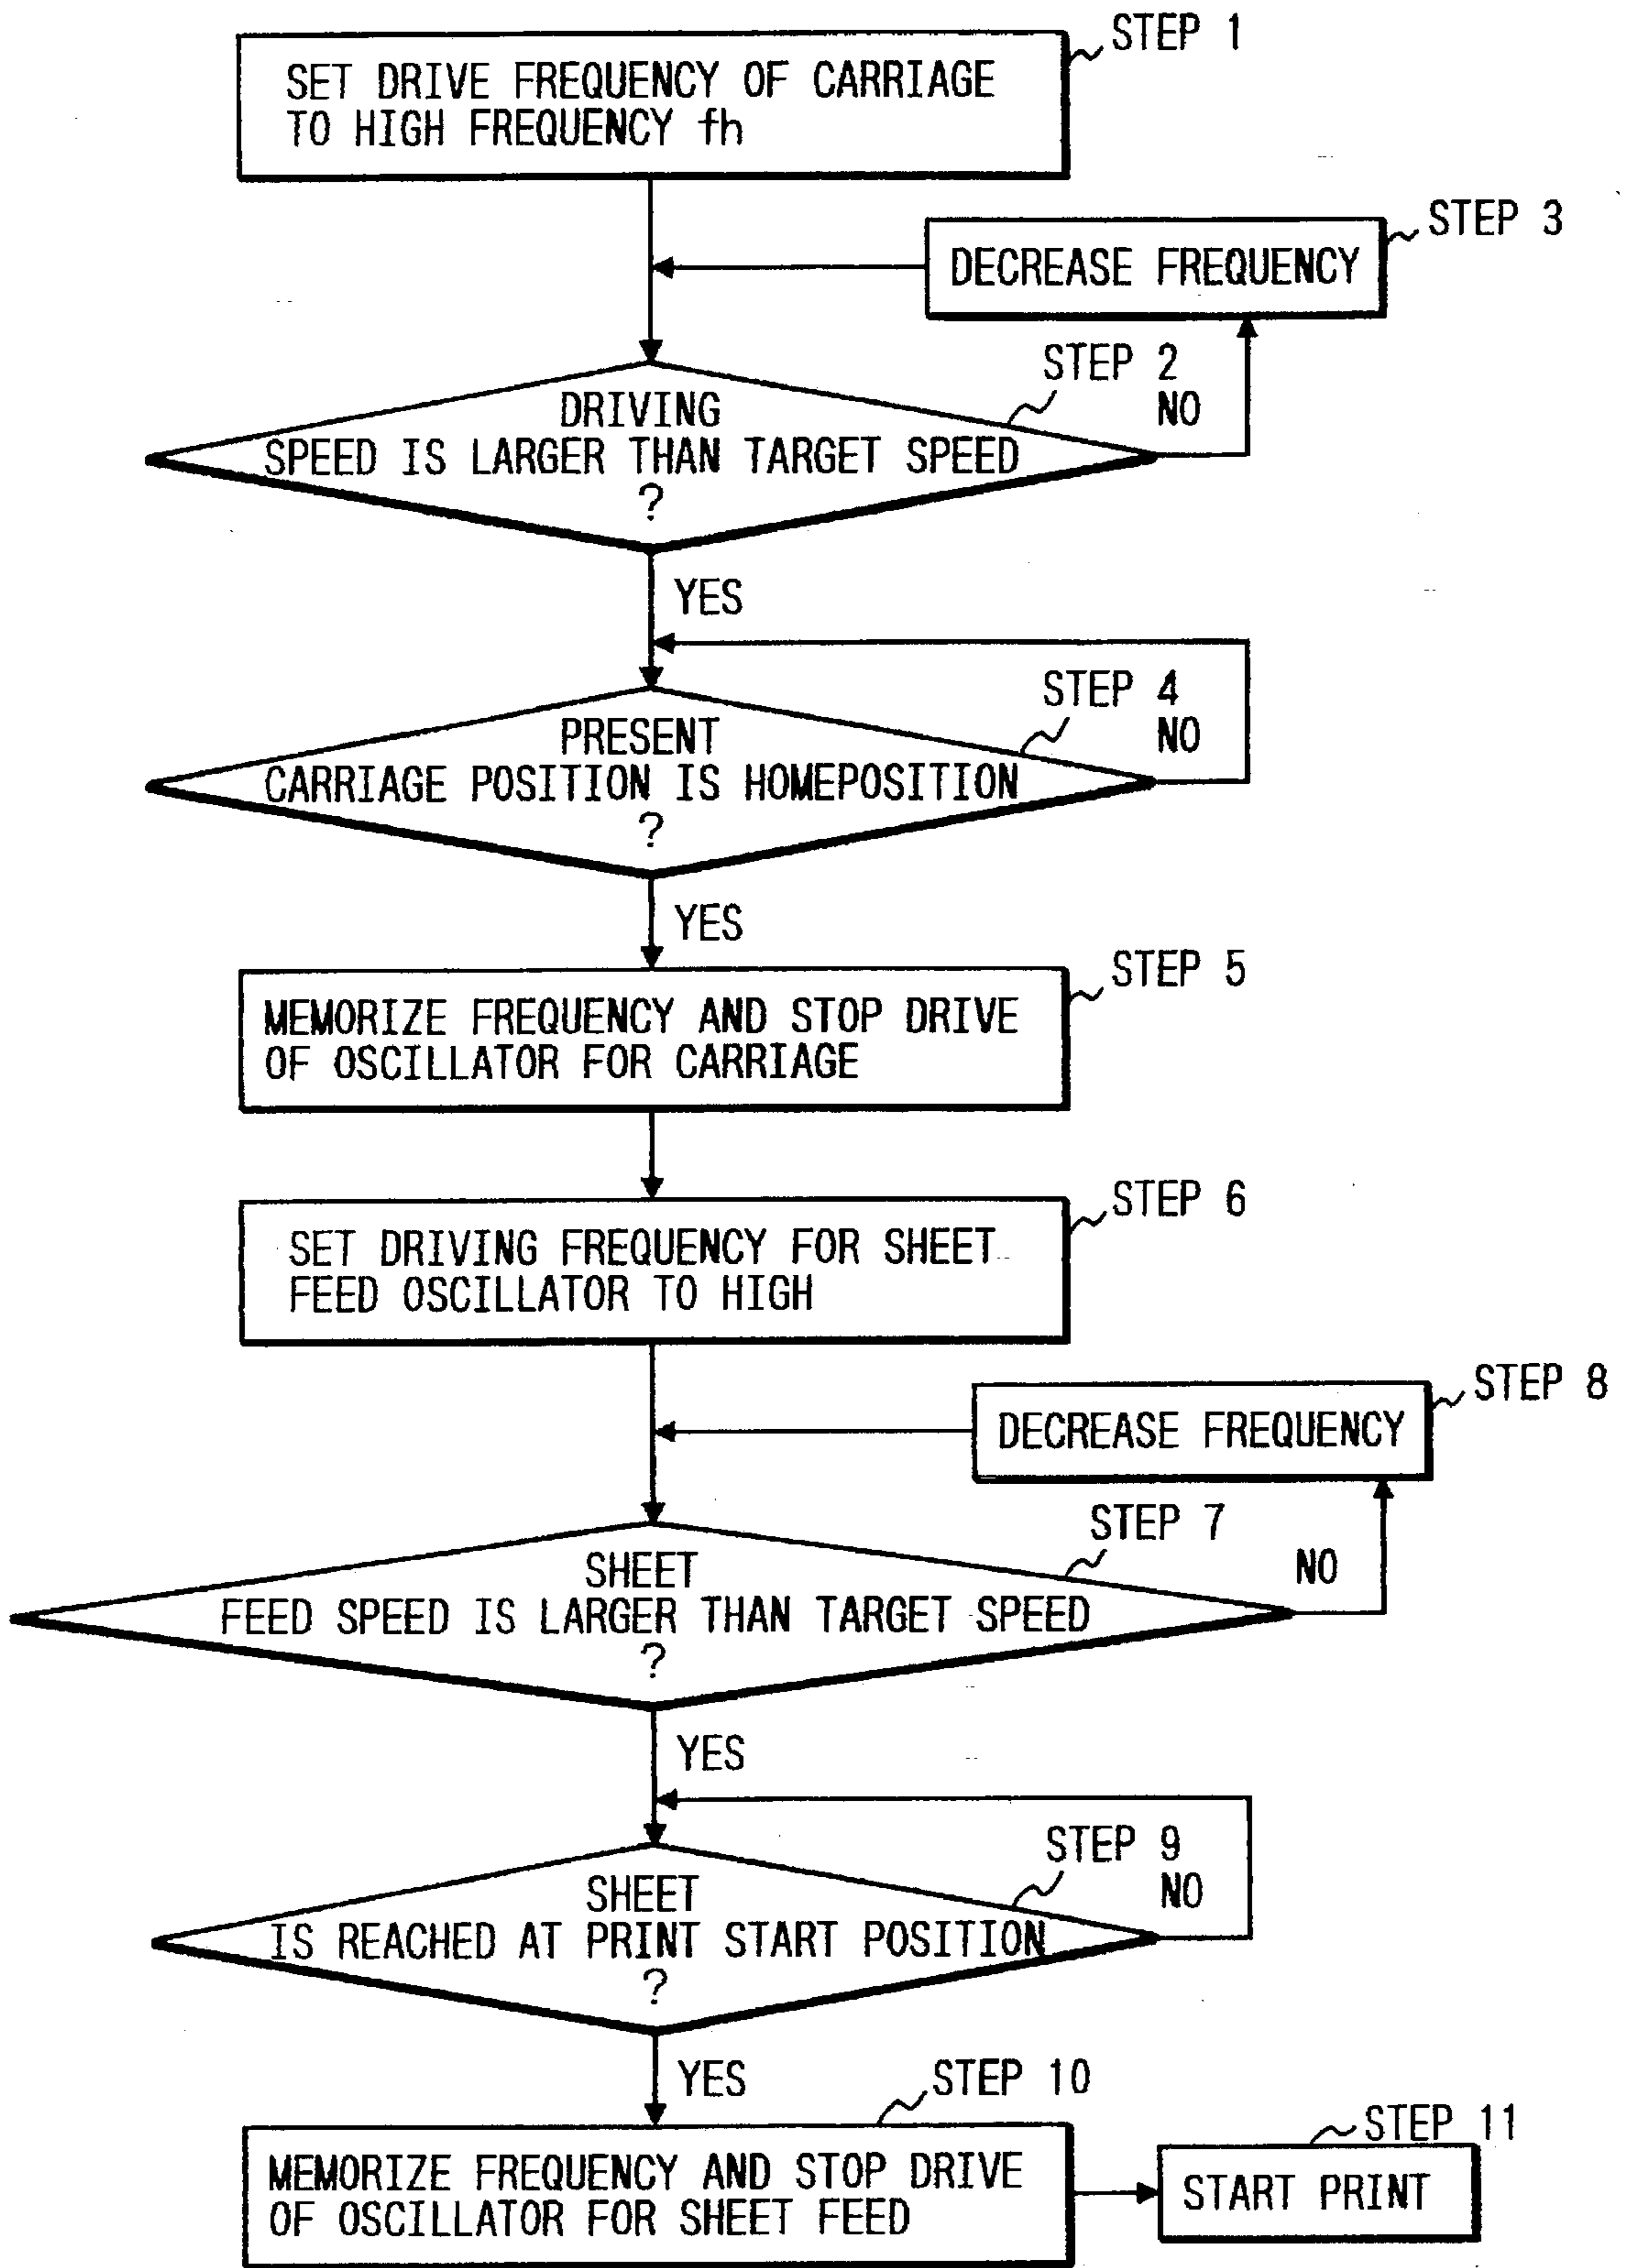 STEP 1
SET DRIVE FREQUENCY OF CARRIAGE
TO HIGH FREQUENCY fh
STEP 3
DECREASE FREQUENCY
STEP 2
NO
DRIVING
SPEED IS LARGER THAN TARGET SPEED
?
YES
STEP 4
NO
PRESENT
CARRIAGE POSITION IS HOMEPOSITION
?
YES
STEP 5
MEMORIZE FREQUENCY AND STOP DRIVE
OF OSCILLATOR FOR CARRIAGE
STEP 6
SET DRIVING FREQUENCY FOR SHEET
FEED OSCILLATOR TO HIGH
STEP 8
DECREASE FREQUENCY
STEP 7
NO
SHEET
FEED SPEED IS LARGER THAN TARGET SPEED
?
YES
STEP 9
NO
SHEET
IS REACHED AT PRINT START POSITION
?
YES
STEP 10
MEMORIZE FREQUENCY AND STOP DRIVE
OF OSCILLATOR FOR SHEET FEED
STEP 11
START PRINT